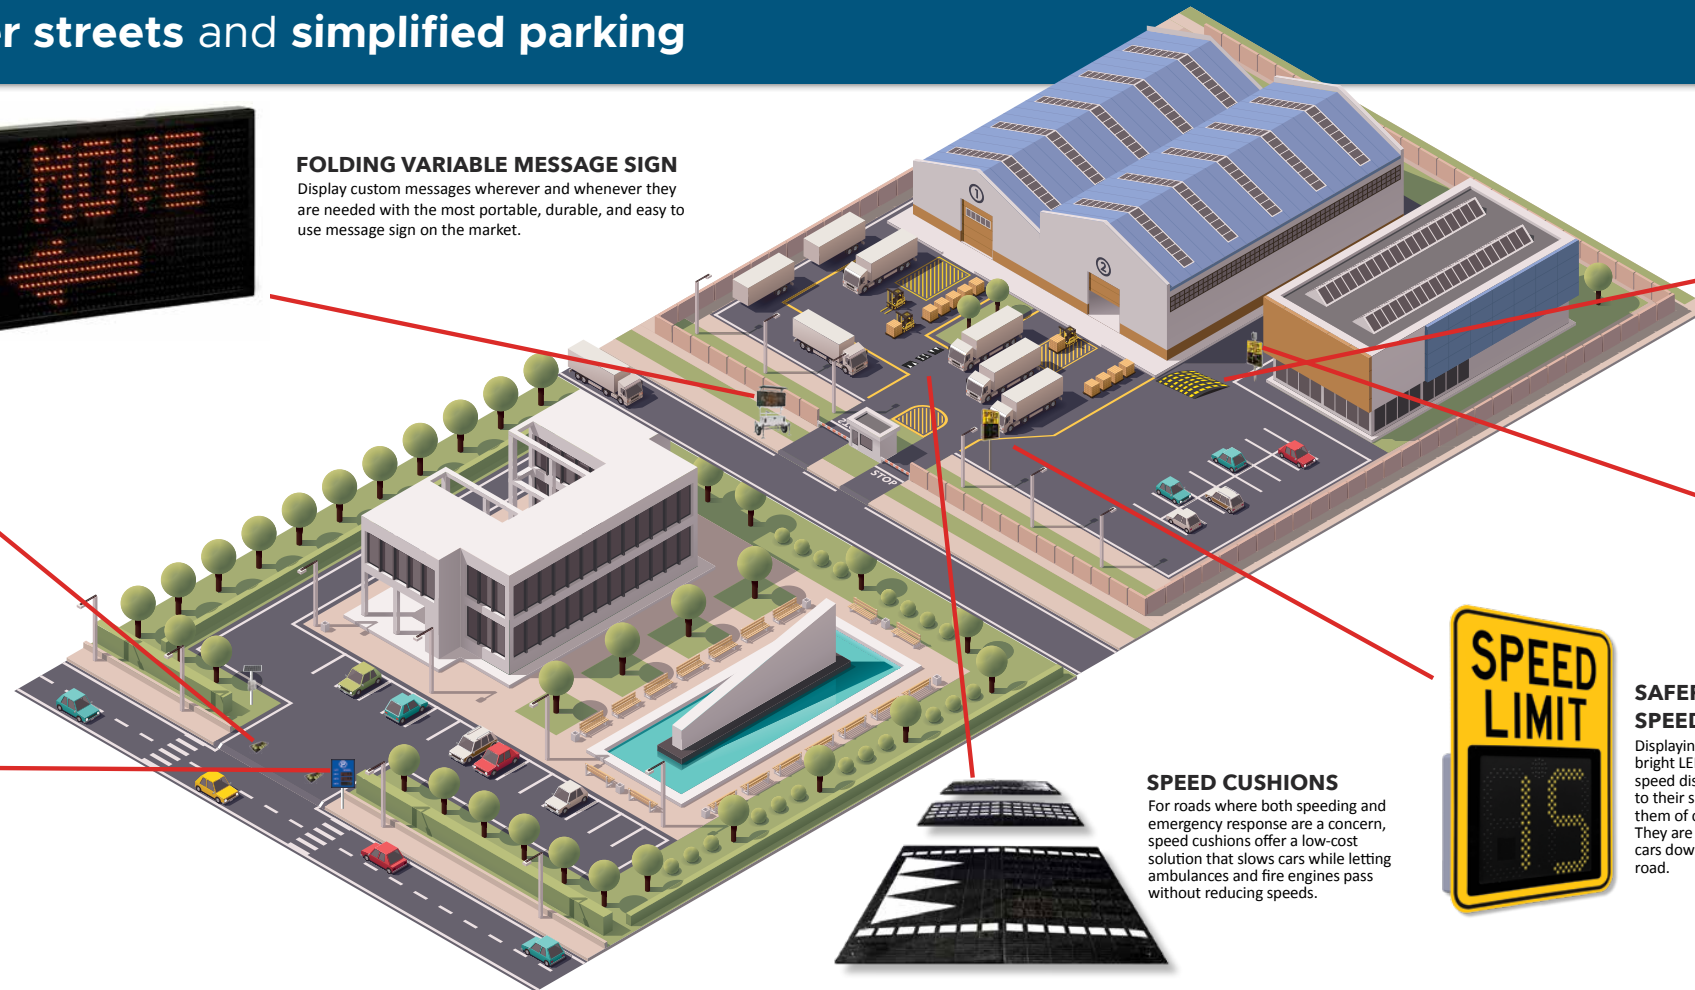 r streets and simplified parking
MOVE
FOLDING VARIABLE MESSAGE SIGN
Display custom messages wherever and whenever they
are needed with the most portable, durable, and easy to
use message sign on the market.
1
2
STOP
SPEED CUSHIONS
For roads where both speeding and
emergency response are a concern,
speed cushions offer a low-cost
solution that slows cars while letting
ambulances and fire engines pass
without reducing speeds.
SPEED
LIMIT
15
SAFER
SPEED
Displayin
bright LE
speed dis
to their s
them of
They are
cars dow
road.